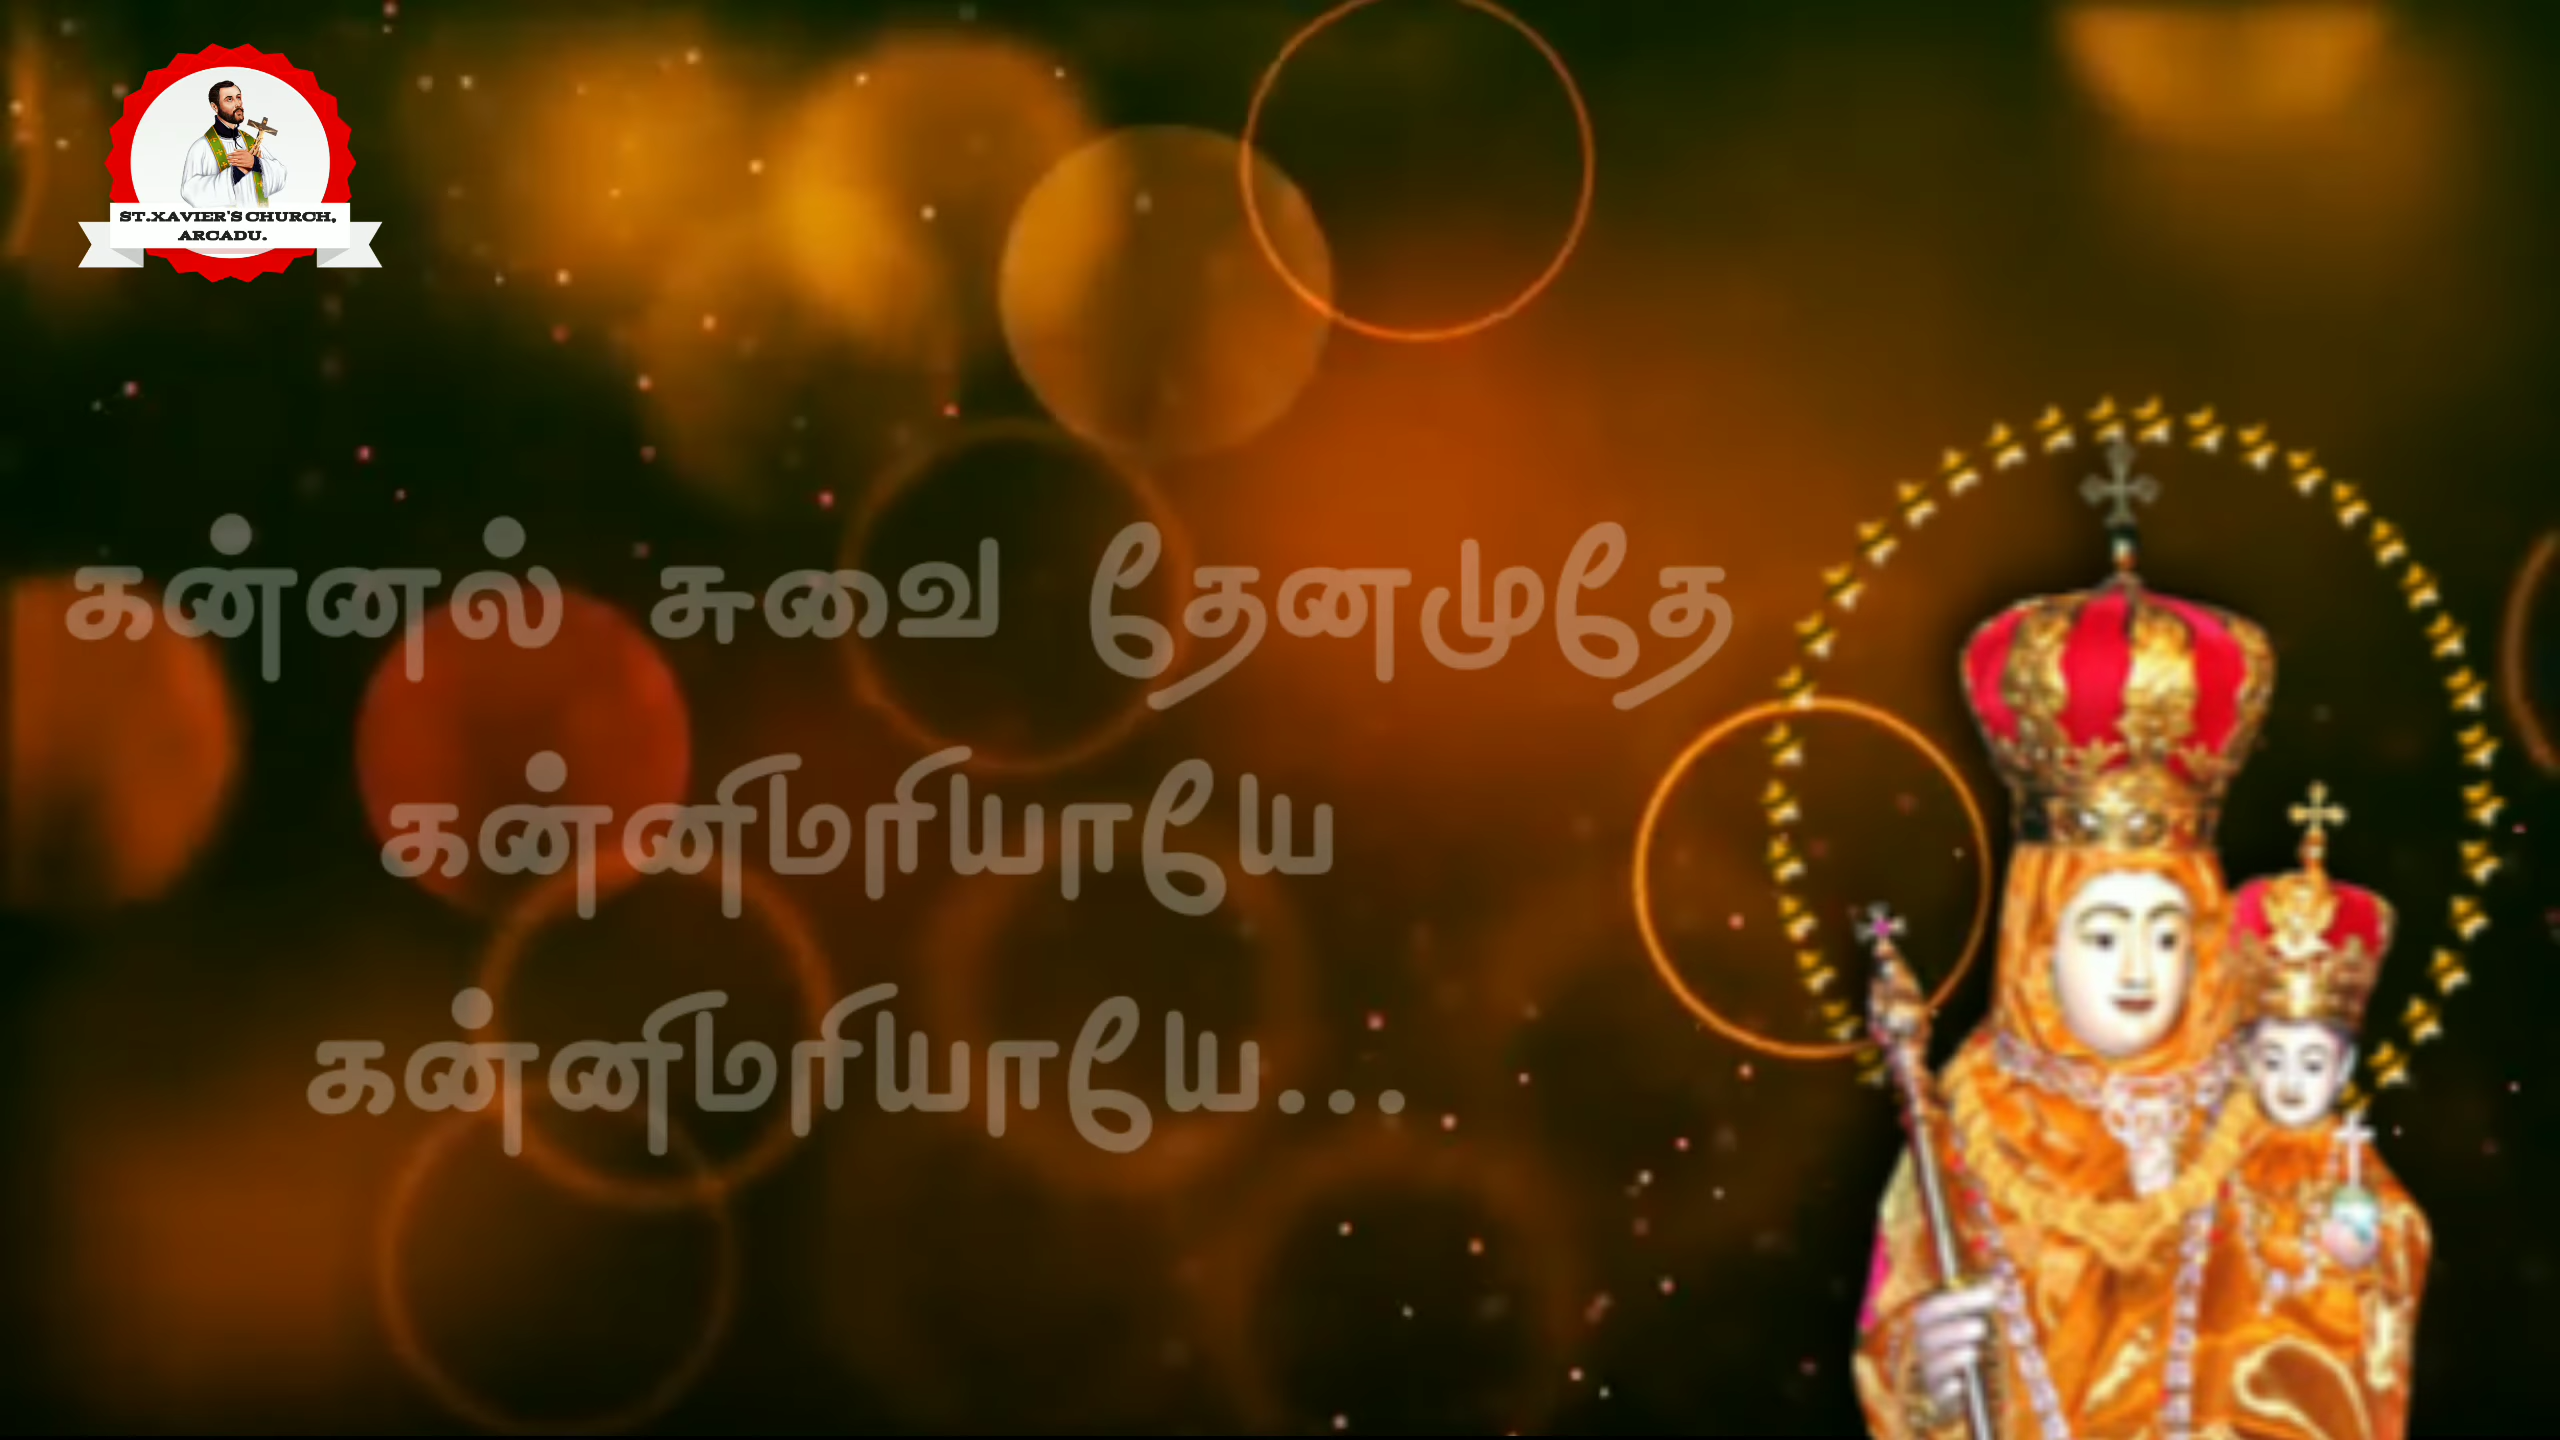 ST.XAVIER'S CHURCH,
ARCADU.
கன்னல் சுவை தேனமுதே
கன்னிமரியாயே
கன்னிமரியாயே...